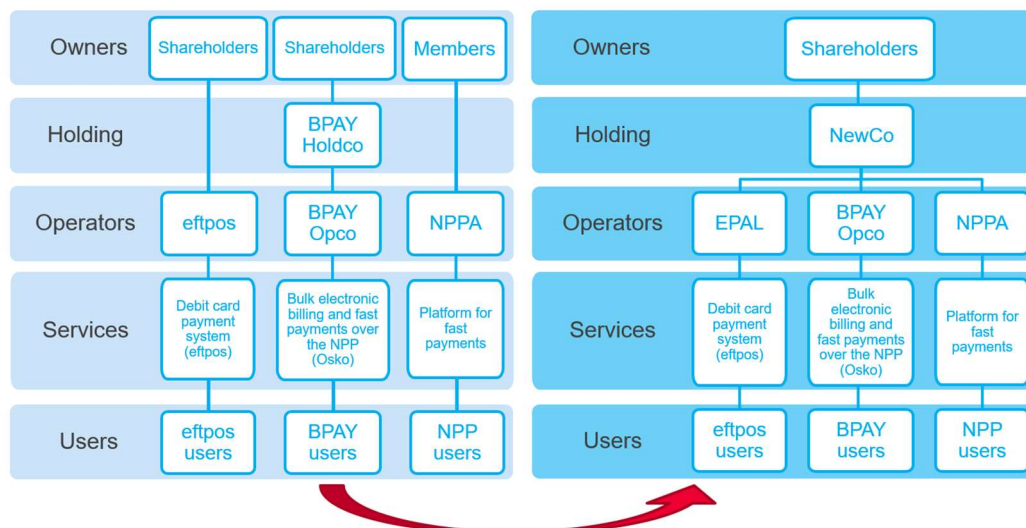 Owners
Shareholders
Shareholders
Members
Holding
BPAY
Holdco
Operators
eftpos
BPAY
Opco
NPPA
Services
Debit card
payment
system
(eftpos)
Bulk electronic
billing and fast
payments over
the NPP
(Osko)
Platform for
fast
payments
Users
eftpos
users
BPAY
users
NPP
users
Owners
Shareholders
Holding
NewCo
Operators
EPAL
BPAY
Opco
NPPA
Services
Debit card
payment
system
(eftpos)
Bulk
electronic
billing and
fast payments
over the NPP
(Osko)
Platform for
fast
payments
Users
eftpos
users
BPAY
users
NPP
users